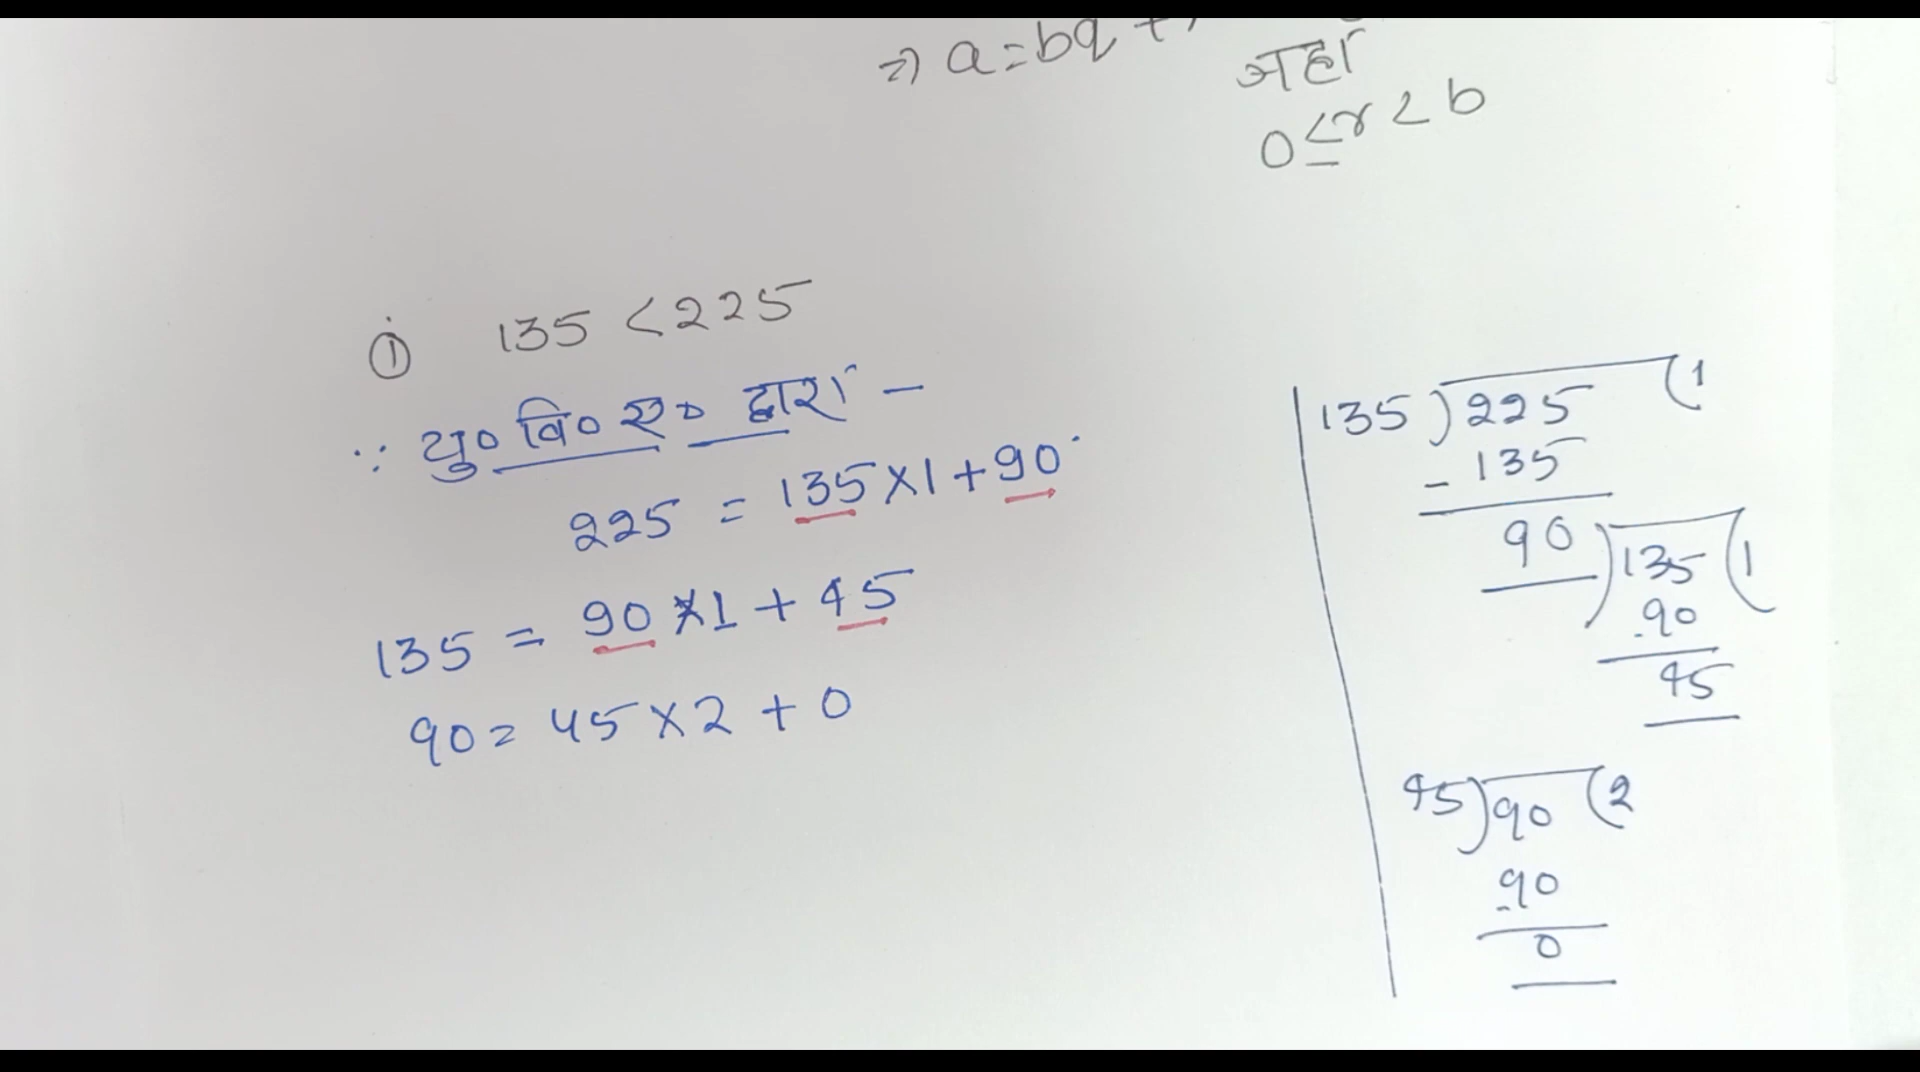 ⇒ a = bq +
जहाँ
0 ≤ r < b
① 135 < 225
∵ यु० वि० ए० द्वारा −
225 = 135 × 1 + 90
135 = 90 × 1 + 45
90 = 45 × 2 + 0
135 ) 225 ( 1
- 135
90 ) 135 ( 1
- 90
45
45 ) 90 ( 2
- 90
0